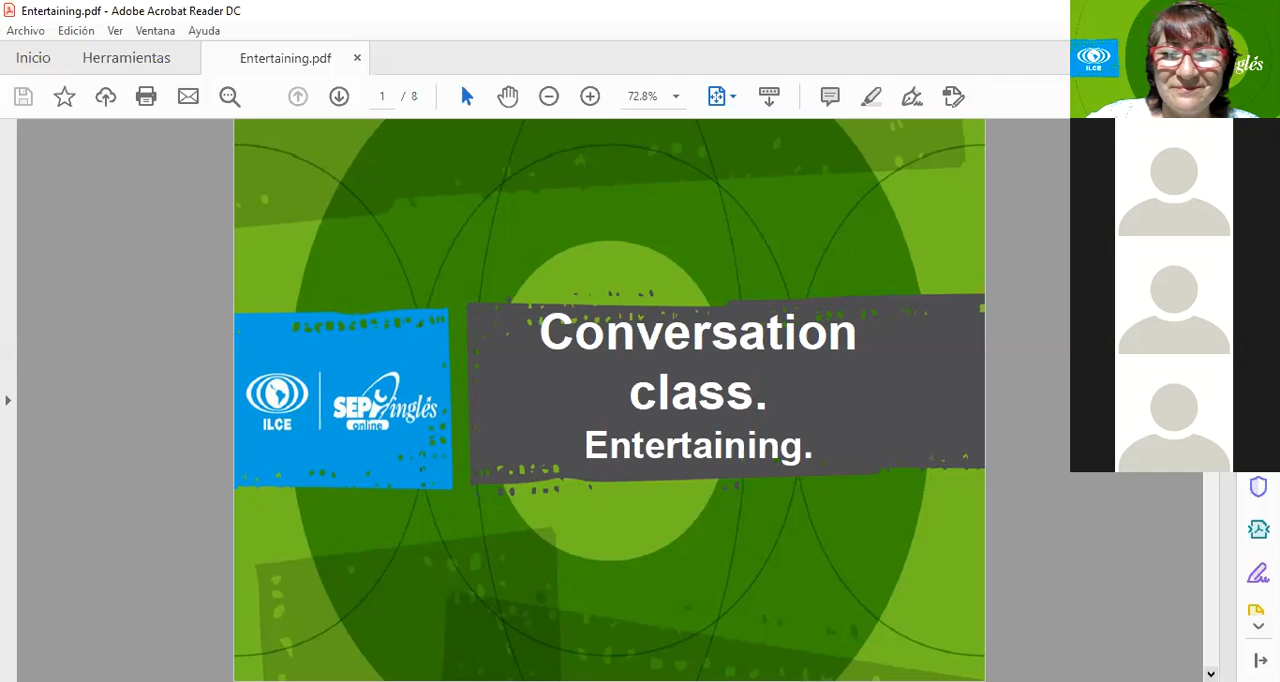 Entertaining.pdf - Adobe Acrobat Reader DC
Archivo Edición Ver Ventana Ayuda
Inicio Herramientas Entertaining.pdf ×
1 / 8 72.8%
ILCE
inglés
Conversation
class.
Entertaining.
ILCE
SEP inglés
online